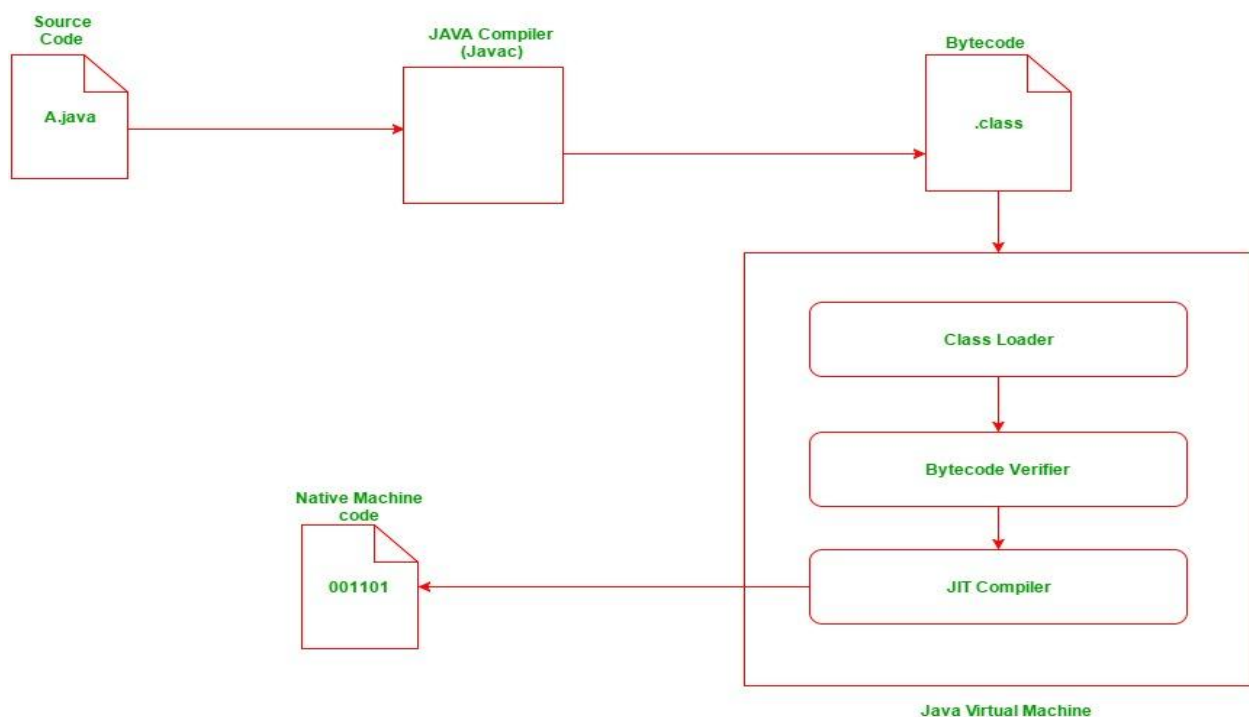 Source
Code
A.java
JAVA Compiler
(Javac)
Bytecode
.class
Class Loader
Bytecode Verifier
JIT Compiler
Native Machine
code
001101
Java Virtual Machine